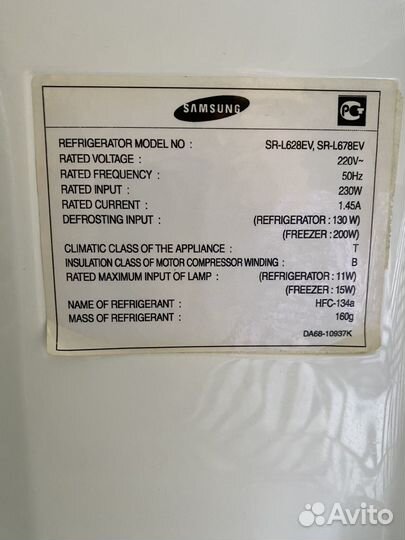 SAMSUNG
PCT
REFRIGERATOR MODEL NO : SR-L628EV, SR-L678EV
RATED VOLTAGE : 220V~
RATED FREQUENCY : 50Hz
RATED INPUT : 230W
RATED CURRENT : 1.45A
DEFROSTING INPUT : (REFRIGERATOR : 130 W)
(FREEZER : 200W)
CLIMATIC CLASS OF THE APPLIANCE : T
INSULATION CLASS OF MOTOR COMPRESSOR WINDING : B
RATED MAXIMUM INPUT OF LAMP : (REFRIGERATOR : 11W)
(FREEZER : 15W)
NAME OF REFRIGERANT : HFC-134a
MASS OF REFRIGERANT : 160g
DA68-10937K
Avito